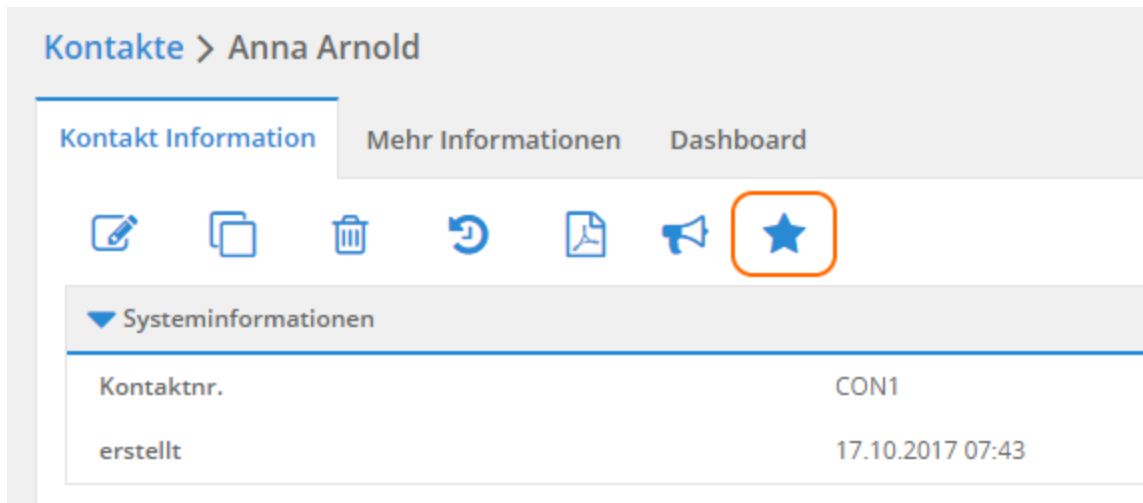 Kontakte > Anna Arnold
Kontakt Information Mehr Informationen Dashboard
Systeminformationen
Kontaktnr. CON1
erstellt 17.10.2017 07:43